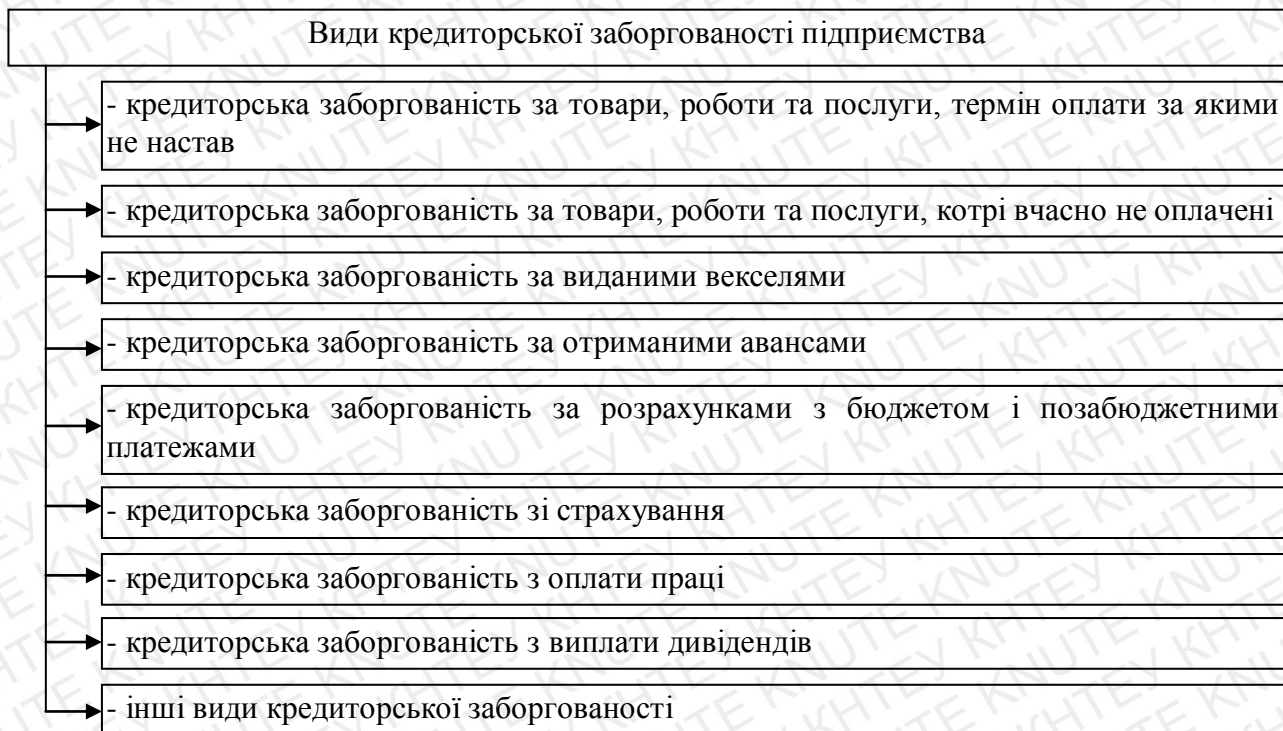 Види кредиторської заборгованості підприємства
- кредиторська заборгованість за товари, роботи та послуги, термін оплати за якими
не настав
- кредиторська заборгованість за товари, роботи та послуги, котрі вчасно не оплачені
- кредиторська заборгованість за виданими векселями
- кредиторська заборгованість за отриманими авансами
- кредиторська заборгованість за розрахунками з бюджетом і позабюджетними
платежами
- кредиторська заборгованість зі страхування
- кредиторська заборгованість з оплати праці
- кредиторська заборгованість з виплати дивідендів
- інші види кредиторської заборгованості